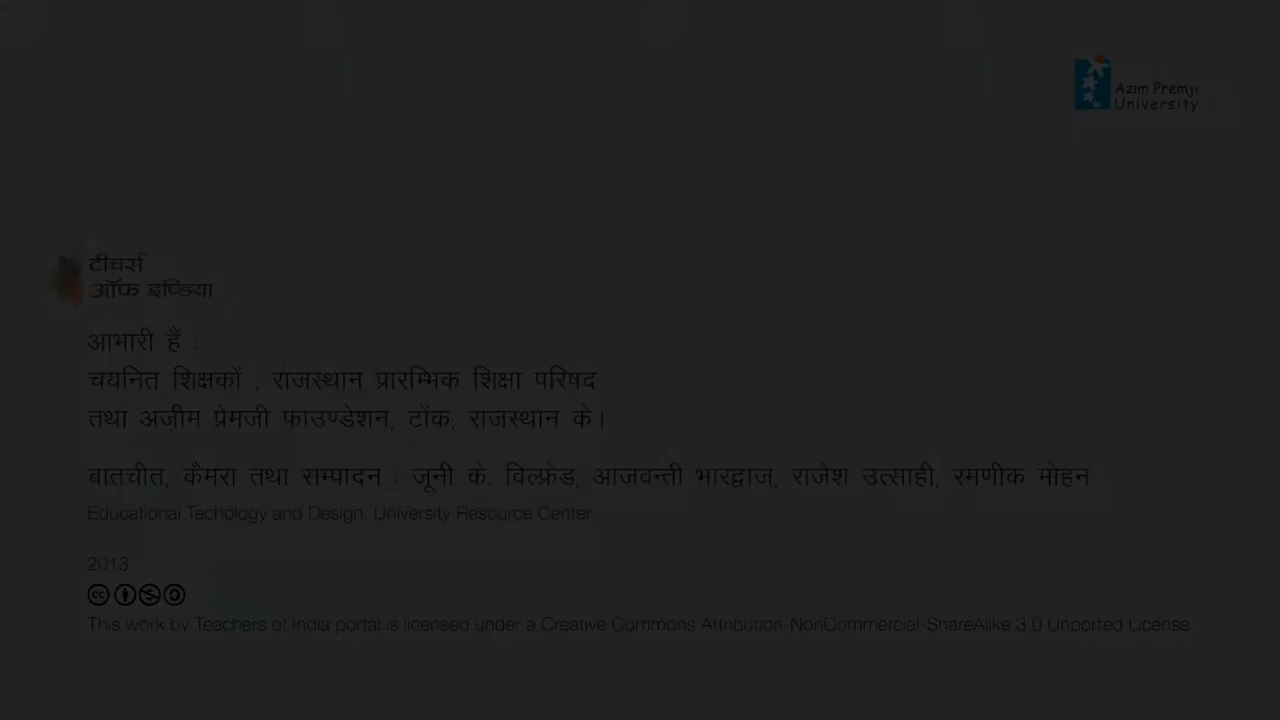 Azim Premji
University
टीचर्स
ऑफ इण्डिया
आभारी हैं :
चयनित शिक्षकों , राजस्थान प्रारम्भिक शिक्षा परिषद
तथा अज़ीम प्रेमजी फाउण्डेशन, टोंक, राजस्थान के।
बातचीत, कैमरा तथा सम्पादन : जूनी के. विल्फ्रेड, आजवन्ती भारद्वाज, राजेश उत्साही, रमणीक मोहन
Educational Techology and Design, University Resource Center
2013
cc
This work by Teachers of India portal is licensed under a Creative Commons Attribution-NonCommercial-ShareAlike 3.0 Unported License.